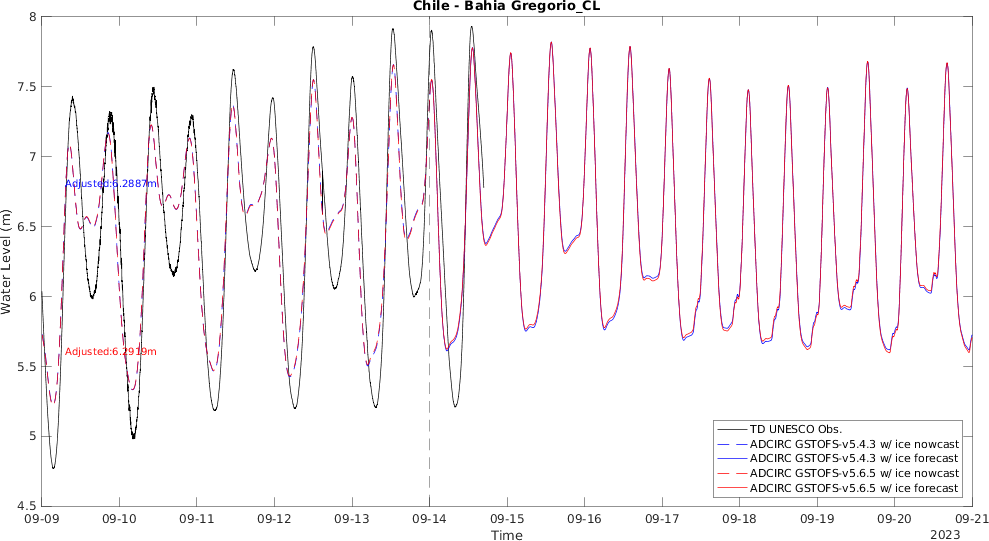 Chile - Bahia Gregorio_CL
8
7.5
7
6.5
6
5.5
5
4.5
Water Level (m)
Adjusted:6.2887m
Adjusted:6.2919m
TD UNESCO Obs.
ADCIRC GSTOFS-v5.4.3 w/ ice nowcast
ADCIRC GSTOFS-v5.4.3 w/ ice forecast
ADCIRC GSTOFS-v5.6.5 w/ ice nowcast
ADCIRC GSTOFS-v5.6.5 w/ ice forecast
09-09 09-10 09-11 09-12 09-13 09-14 09-15 09-16 09-17 09-18 09-19 09-20 09-21
Time
2023